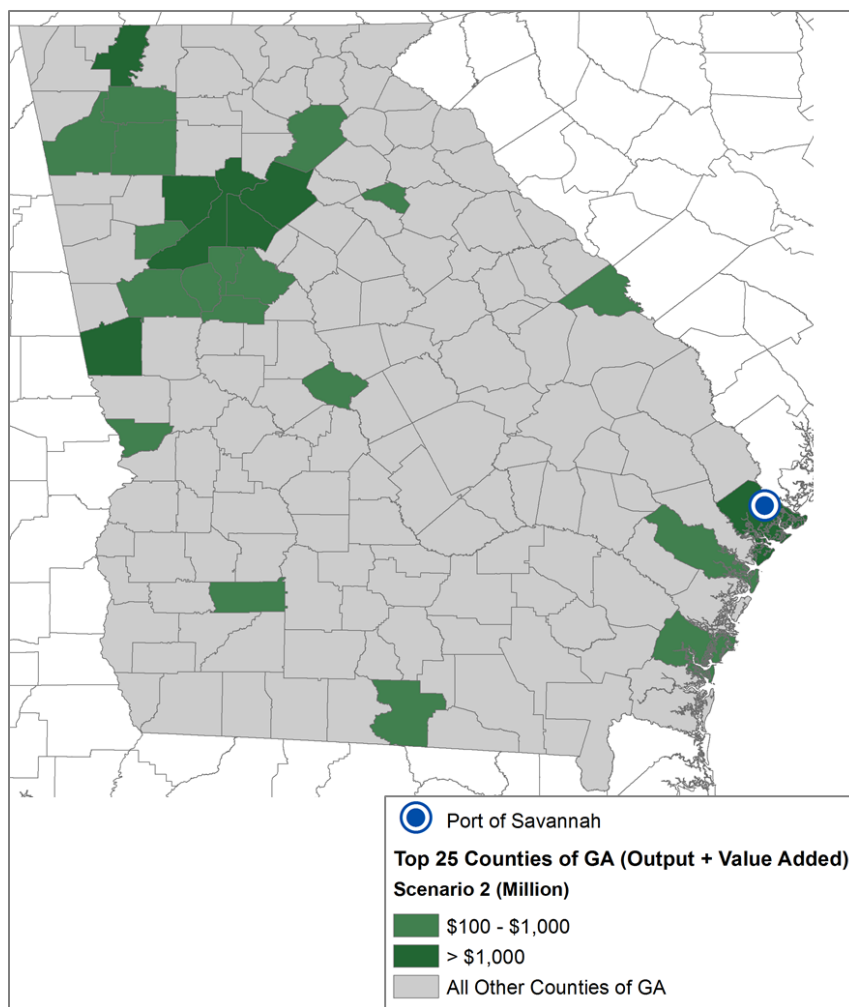 Port of Savannah
Top 25 Counties of GA (Output + Value Added)
Scenario 2 (Million)
$100 - $1,000
> $1,000
All Other Counties of GA